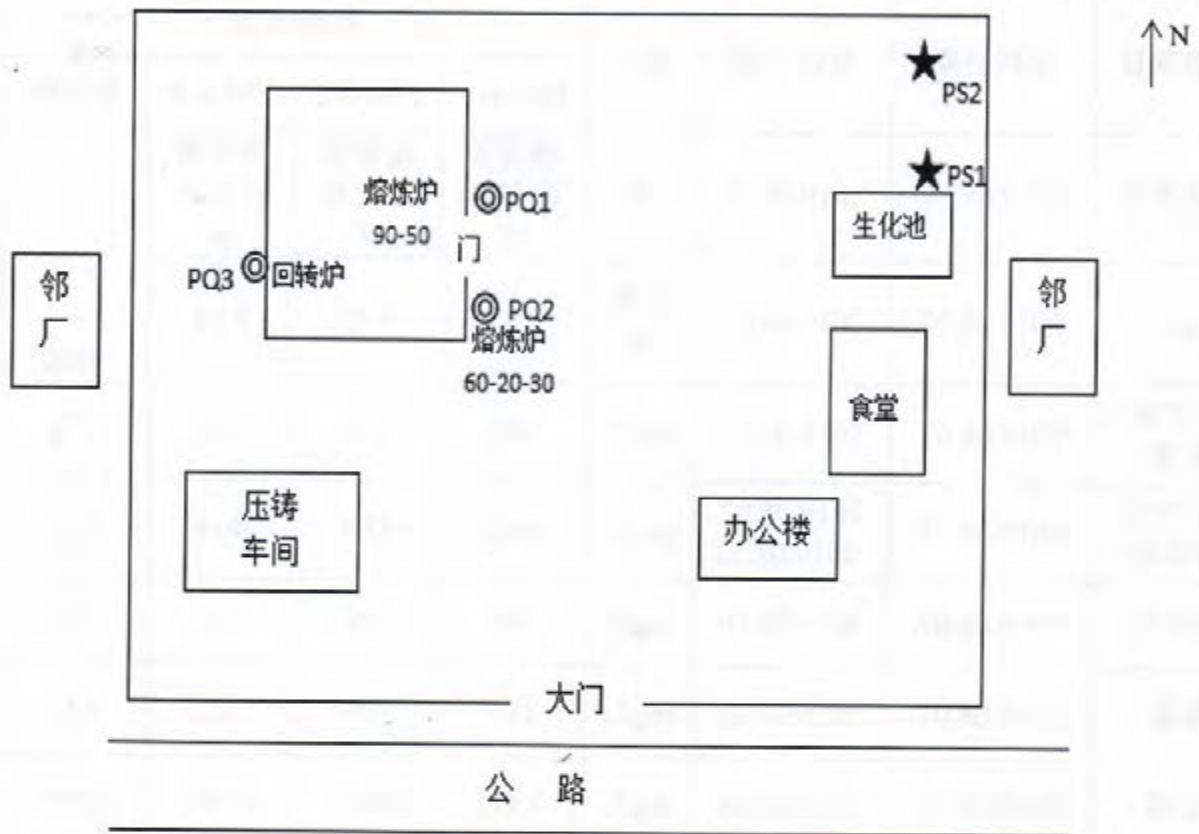 N
PS2
PS1
熔炼炉
90-50
PQ1
门
生化池
PQ3
回转炉
PQ2
熔炼炉
60-20-30
邻
厂
邻
厂
食堂
压铸
车间
办公楼
大门
公 路